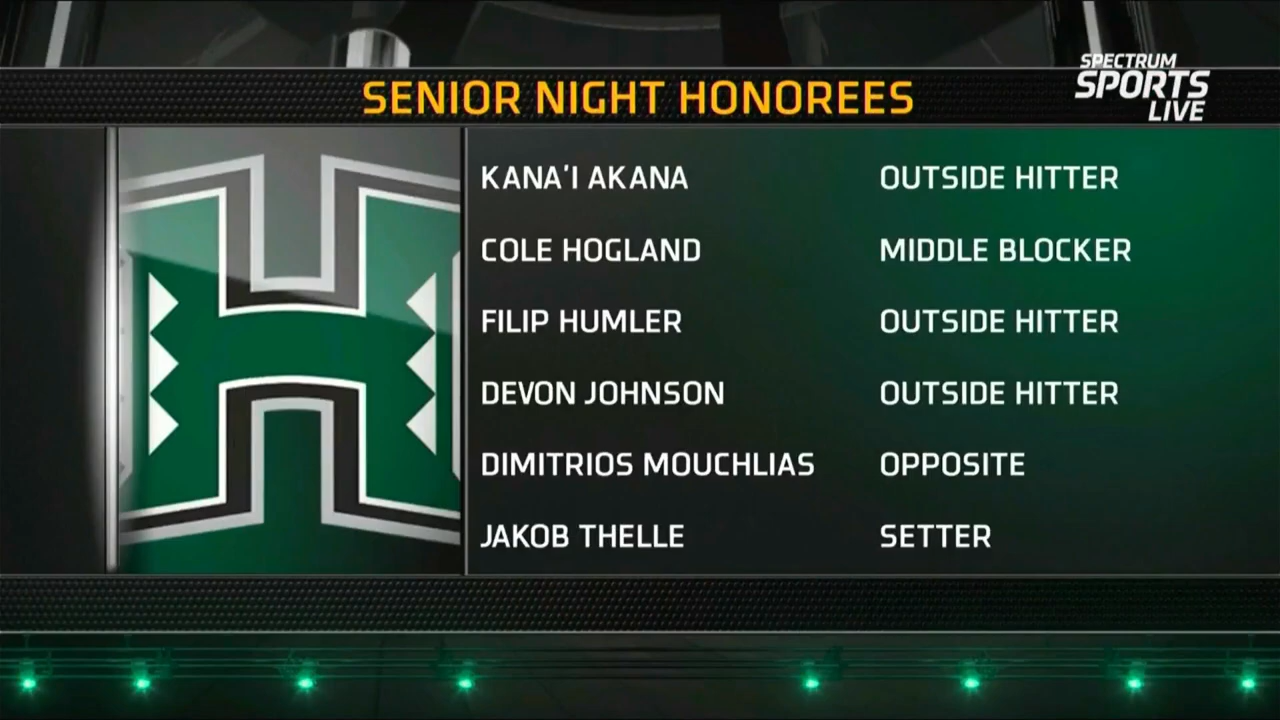 SPECTRUM
SPORTS
LIVE
SENIOR NIGHT HONOREES
KANA'I AKANA OUTSIDE HITTER
COLE HOGLAND MIDDLE BLOCKER
FILIP HUMLER OUTSIDE HITTER
DEVON JOHNSON OUTSIDE HITTER
DIMITRIOS MOUCHLIAS OPPOSITE
JAKOB THELLE SETTER
H